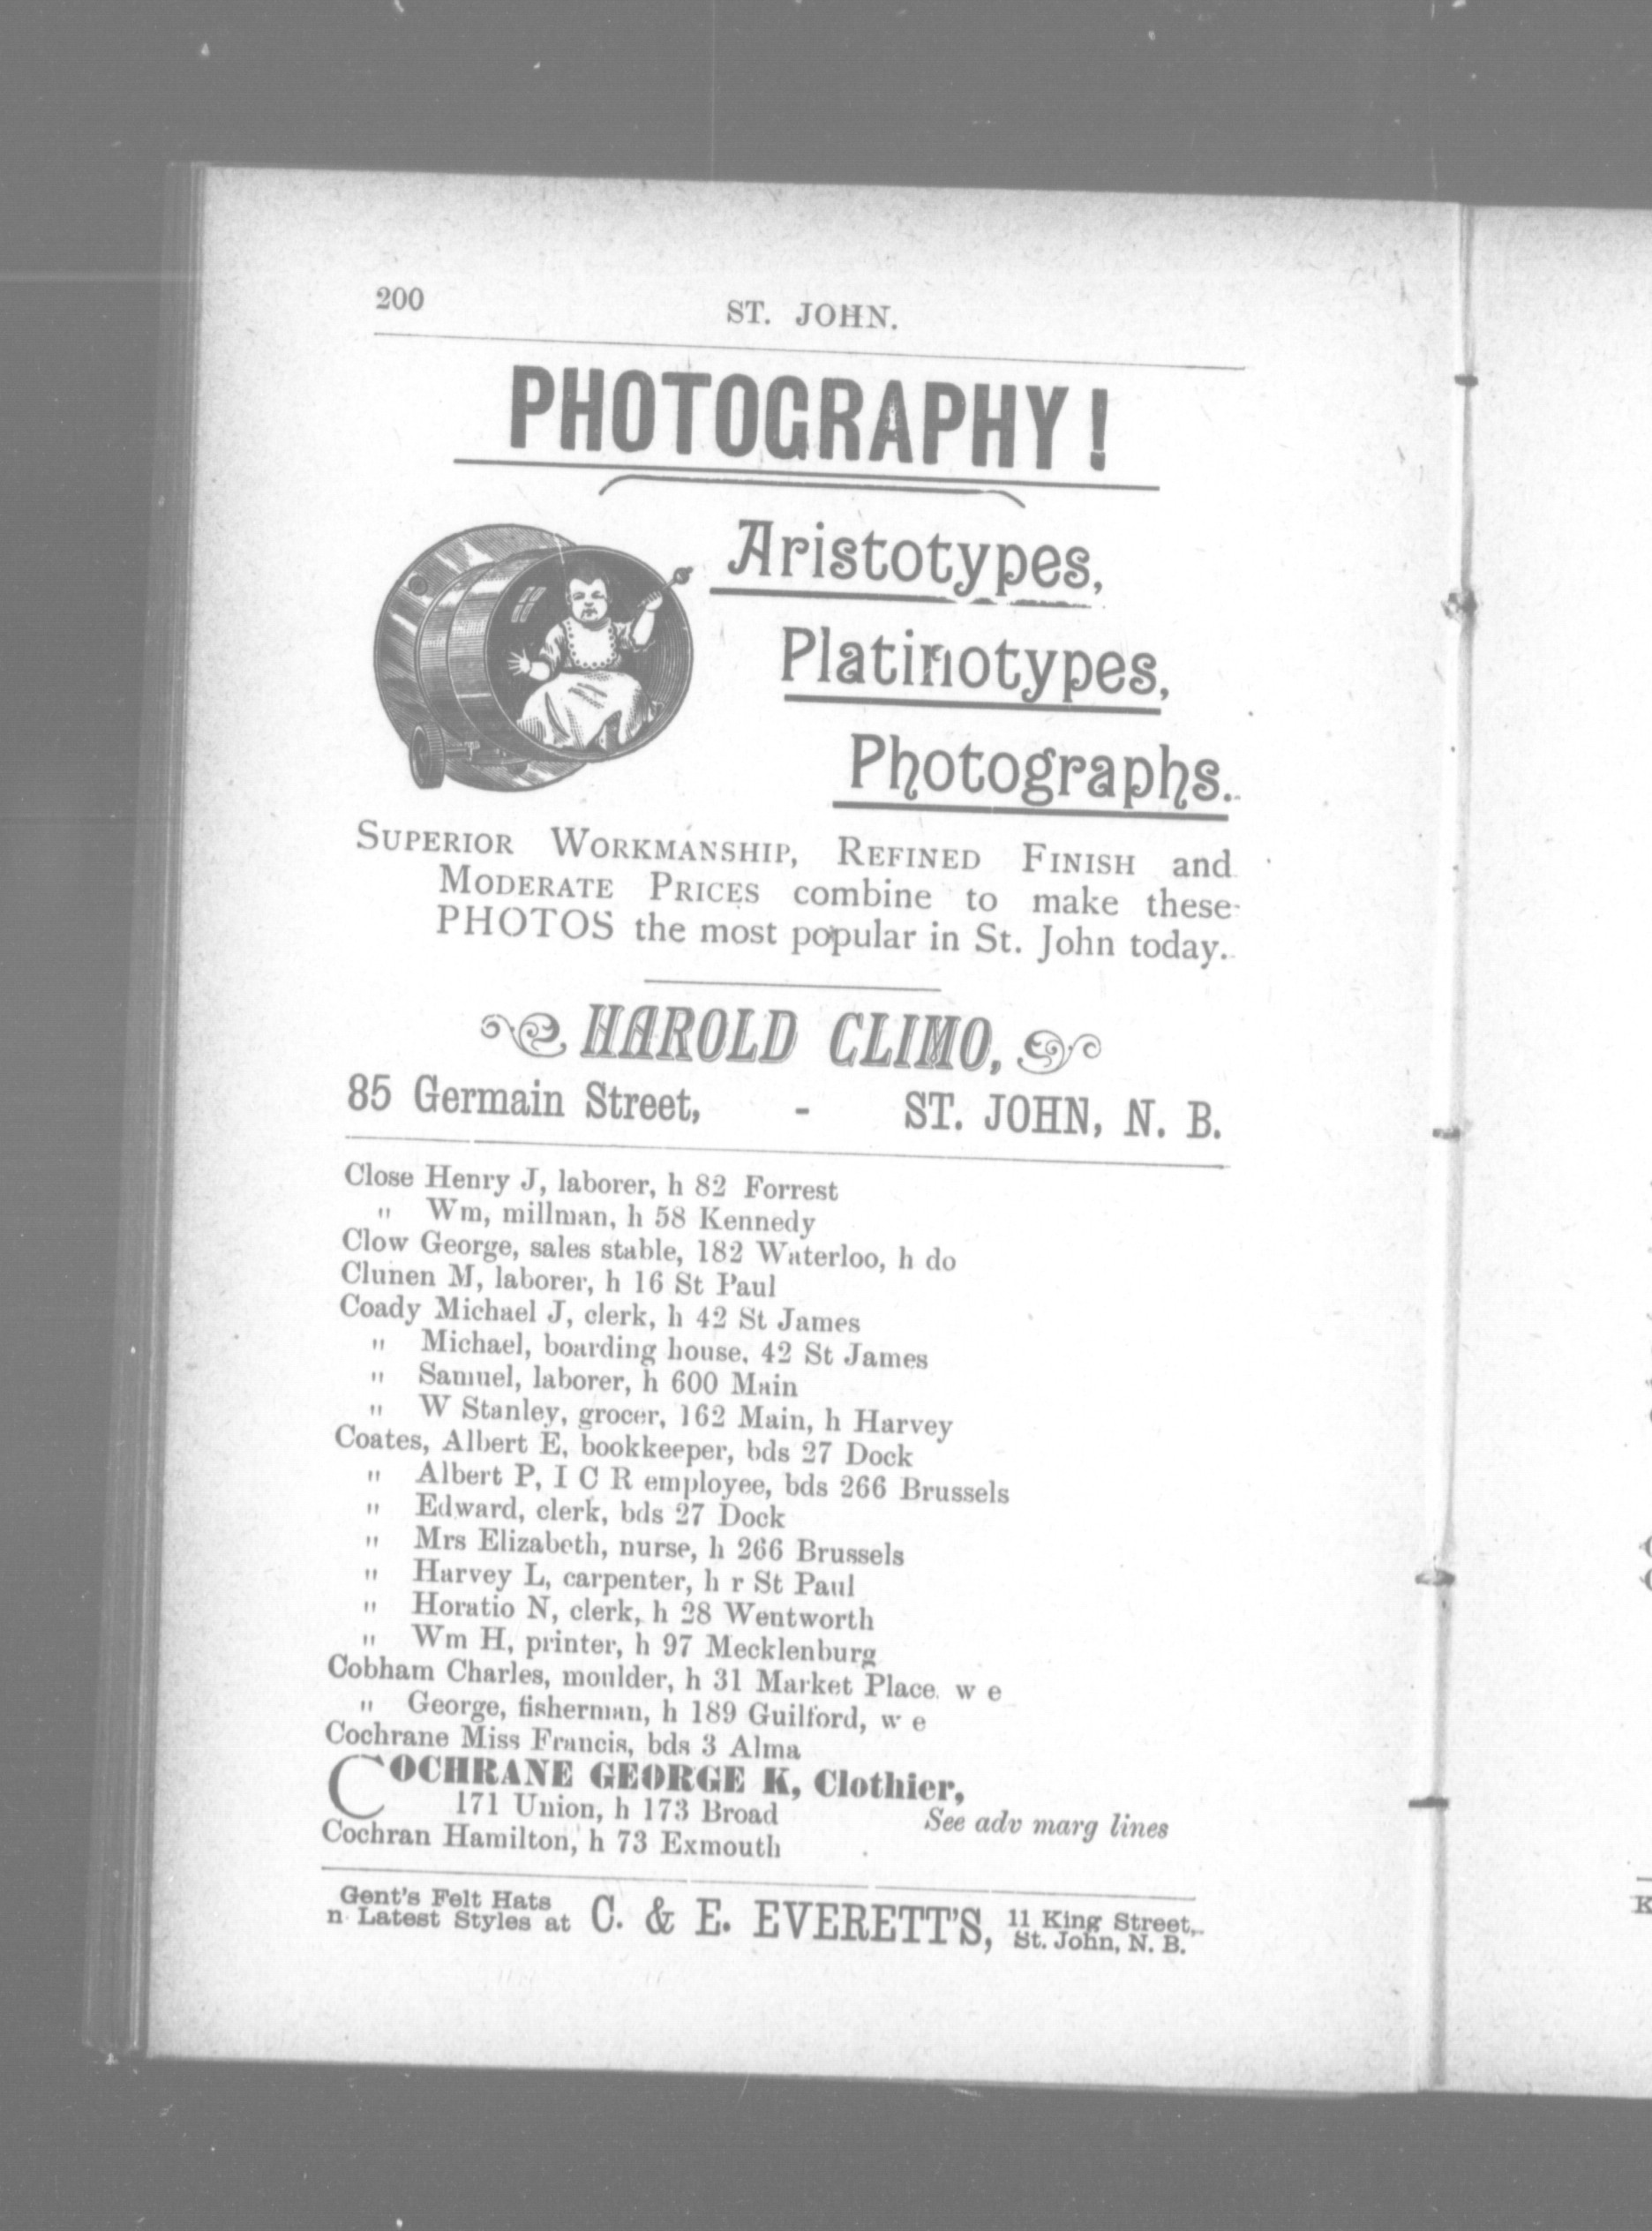 200
ST. JOHN.
PHOTOGRAPHY!
Aristotypes,
Platinotypes,
Photographs.
SUPERIOR WORKMANSHIP, REFINED FINISH and
MODERATE PRICES combine to make these
PHOTOS the most popular in St. John today.
HAROLD CLIMO,
85 Germain Street, - ST. JOHN, N. B.
Close Henry J, laborer, h 82 Forrest
" Wm, millman, h 58 Kennedy
Clow George, sales stable, 182 Waterloo, h do
Clunen M, laborer, h 16 St Paul
Coady Michael J, clerk, h 42 St James
" Michael, boarding house, 42 St James
" Samuel, laborer, h 600 Main
" W Stanley, grocer, 162 Main, h Harvey
Coates, Albert E, bookkeeper, bds 27 Dock
" Albert P, I C R employee, bds 266 Brussels
" Edward, clerk, bds 27 Dock
" Mrs Elizabeth, nurse, h 266 Brussels
" Harvey L, carpenter, h r St Paul
" Horatio N, clerk, h 28 Wentworth
" Wm H, printer, h 97 Mecklenburg
Cobham Charles, moulder, h 31 Market Place, w e
" George, fisherman, h 189 Guilford, w e
Cochrane Miss Francis, bds 3 Alma
COCHRANE GEORGE K, Clothier,
171 Union, h 173 Broad See adv marg lines
Cochran Hamilton, h 73 Exmouth
Gent's Felt Hats
n Latest Styles at C. & E. EVERETT'S, 11 King Street,
St. John, N. B.